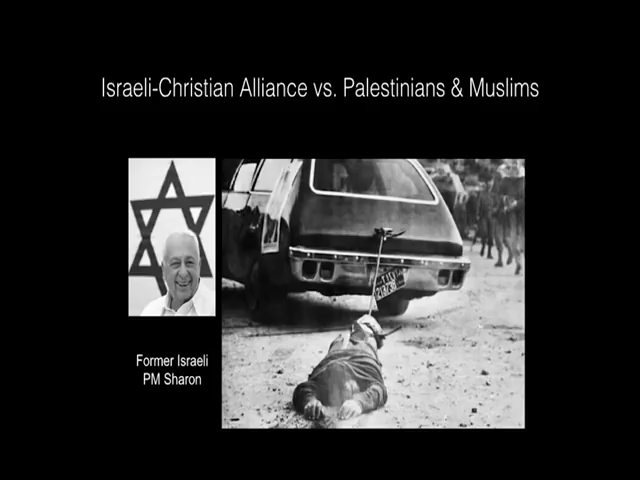 Israeli-Christian Alliance vs. Palestinians & Muslims
Former Israeli
PM Sharon